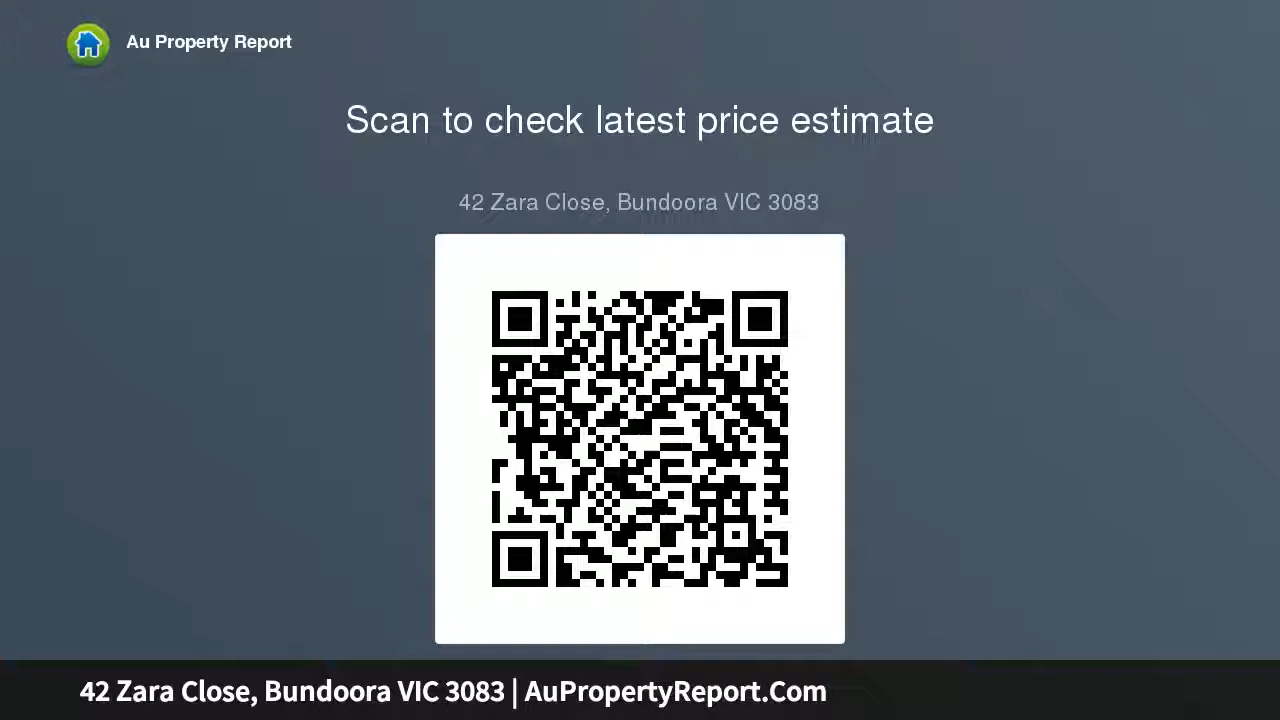 Au Property Report
Scan to check latest price estimate
42 Zara Close, Bundoora VIC 3083
42 Zara Close, Bundoora VIC 3083 | AuPropertyReport.Com